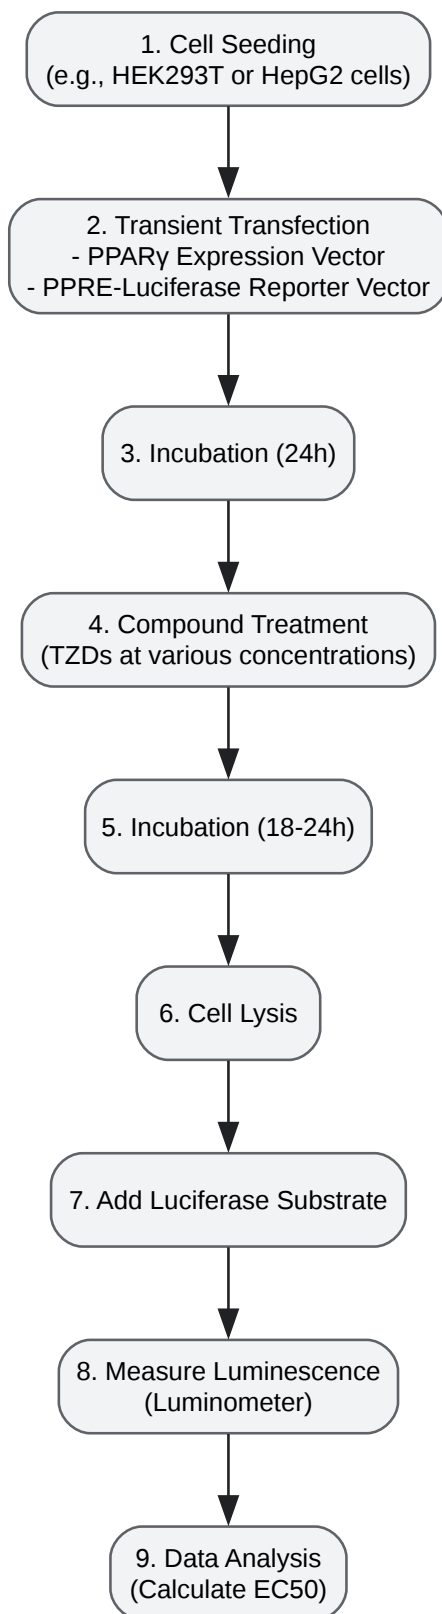 1. Cell Seeding
(e.g., HEK293T or HepG2 cells)
2. Transient Transfection
- PPARγ Expression Vector
- PPRE-Luciferase Reporter Vector
3. Incubation (24h)
4. Compound Treatment
(TZDs at various concentrations)
5. Incubation (18-24h)
6. Cell Lysis
7. Add Luciferase Substrate
8. Measure Luminescence
(Luminometer)
9. Data Analysis
(Calculate EC50)